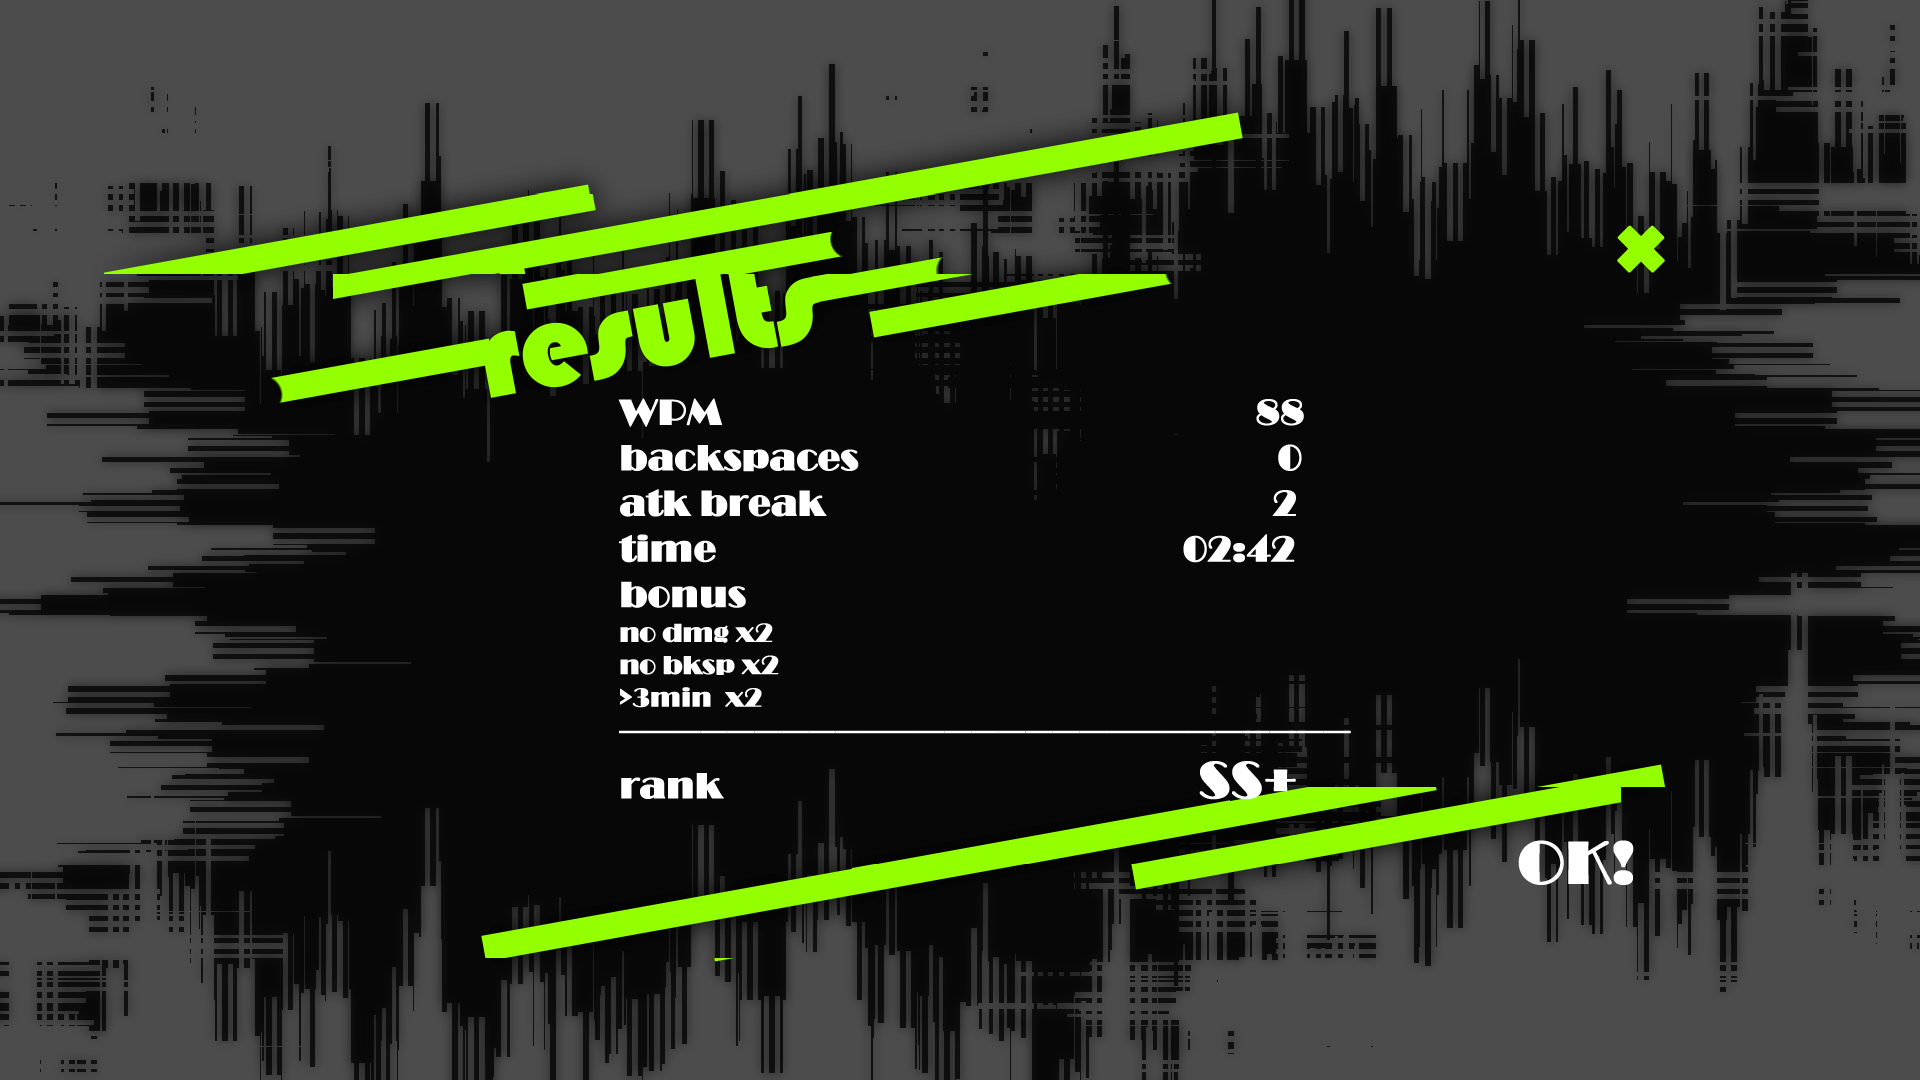 results
WPM 88
backspaces 0
atk break 2
time 02:42
bonus
no dmg x2
no bksp x2
>3min x2
rank SS+
OK!